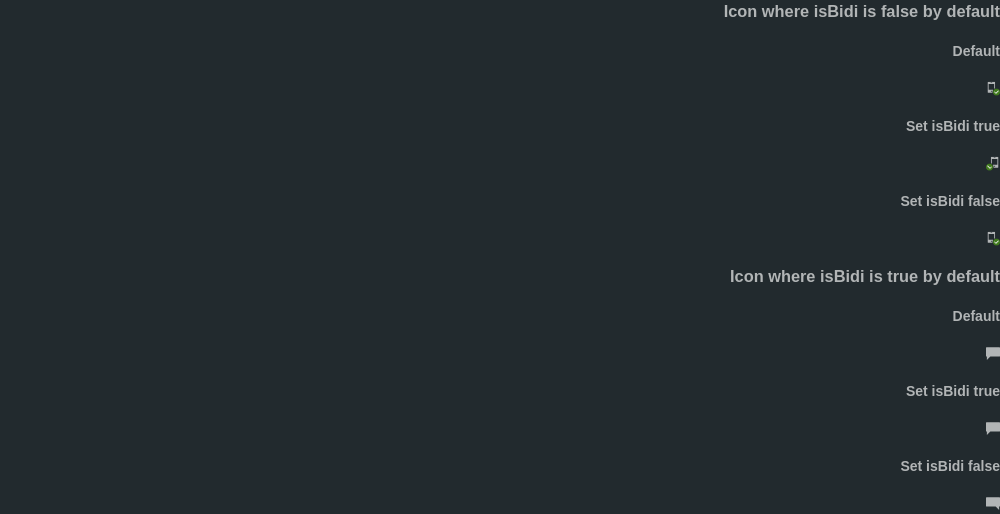 Icon where isBidi is false by default
Default
Set isBidi true
Set isBidi false
Icon where isBidi is true by default
Default
Set isBidi true
Set isBidi false